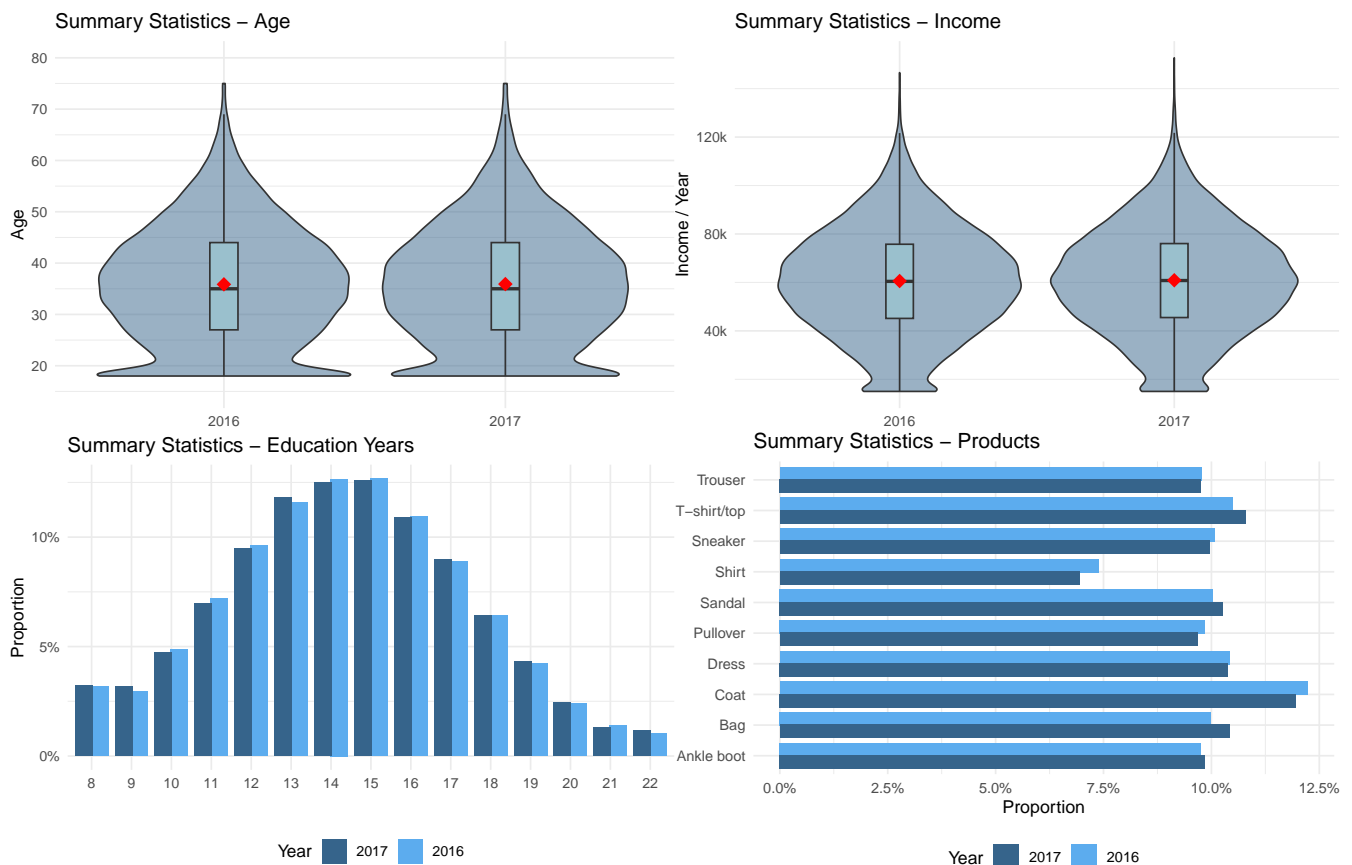 Summary Statistics – Age
80
70
60
50
40
30
20
Age
2016
2017
Summary Statistics – Income
120k
80k
40k
Income / Year
2016
2017
Summary Statistics – Education Years
10%
5%
0%
Proportion
8 9 10 11 12 13 14 15 16 17 18 19 20 21 22
Year 2017 2016
Summary Statistics – Products
Trouser
T−shirt/top
Sneaker
Shirt
Sandal
Pullover
Dress
Coat
Bag
Ankle boot
0.0% 2.5% 5.0% 7.5% 10.0% 12.5%
Proportion
Year 2017 2016